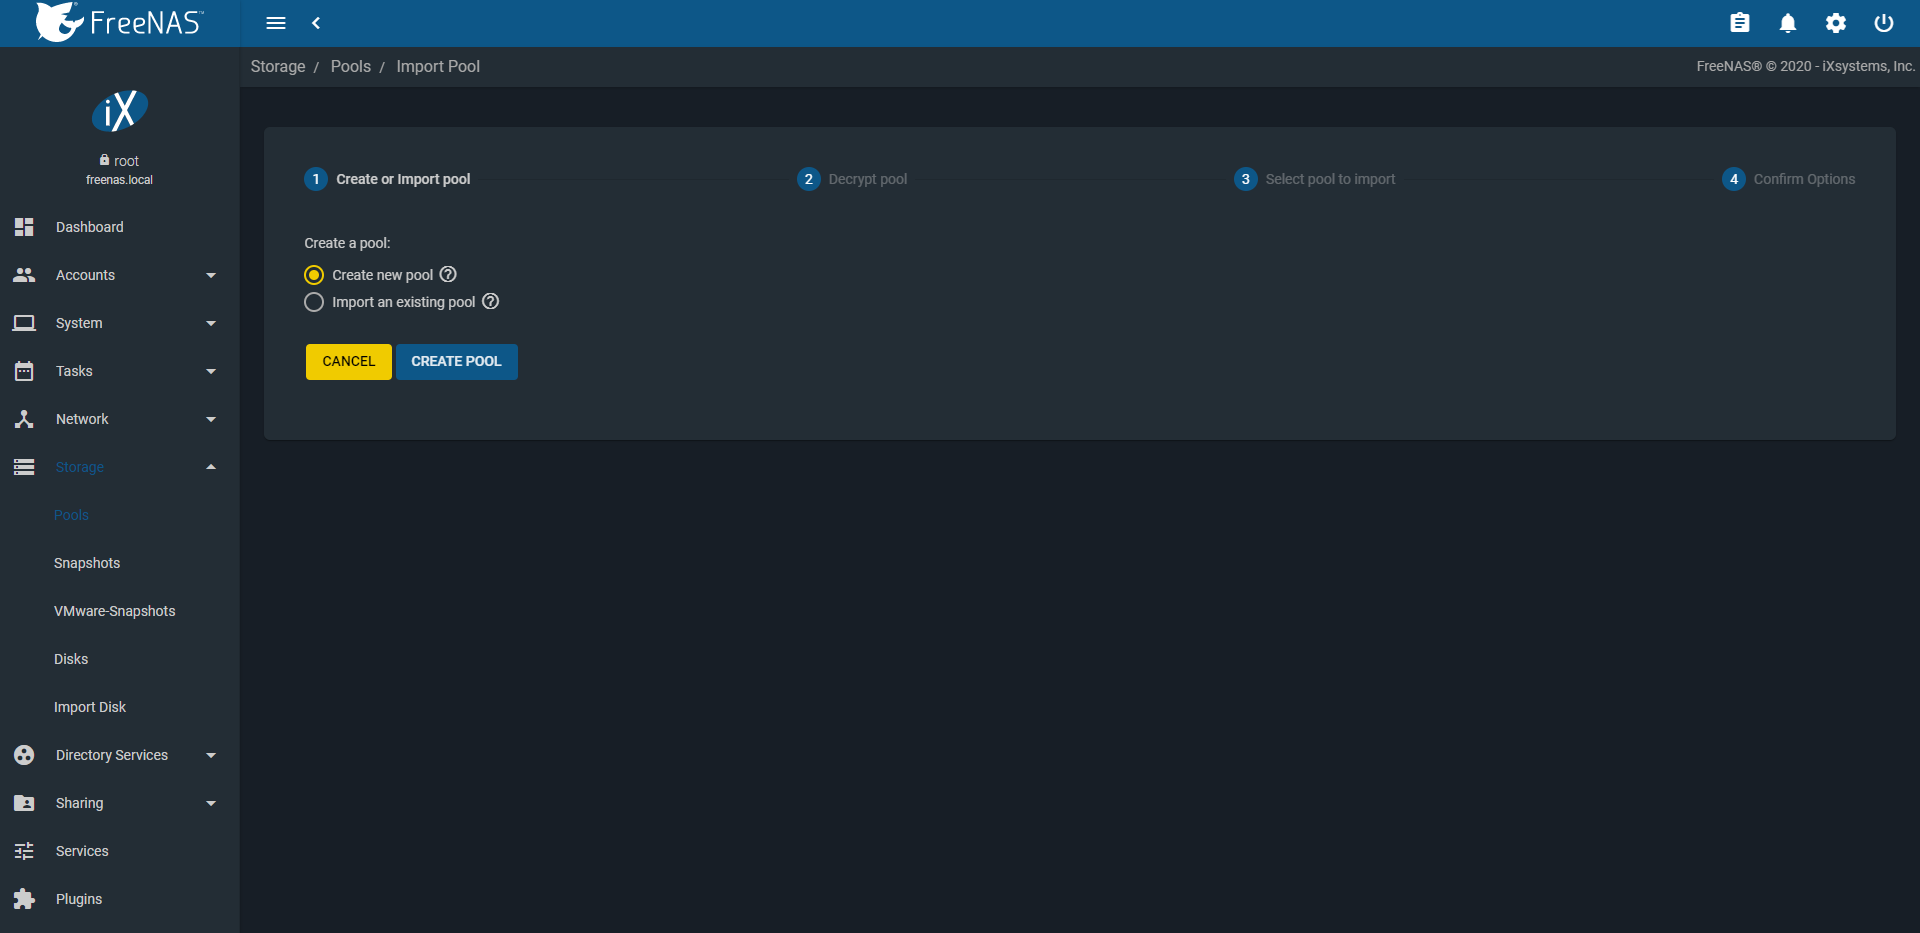 FreeNAS™
Storage / Pools / Import Pool
FreeNAS® © 2020 - iXsystems, Inc.
iX
root
freenas.local
Dashboard
Accounts
System
Tasks
Network
Storage
Pools
Snapshots
VMware-Snapshots
Disks
Import Disk
Directory Services
Sharing
Services
Plugins
1 Create or Import pool
2 Decrypt pool
3 Select pool to import
4 Confirm Options
Create a pool:
Create new pool ?
Import an existing pool ?
CANCEL CREATE POOL